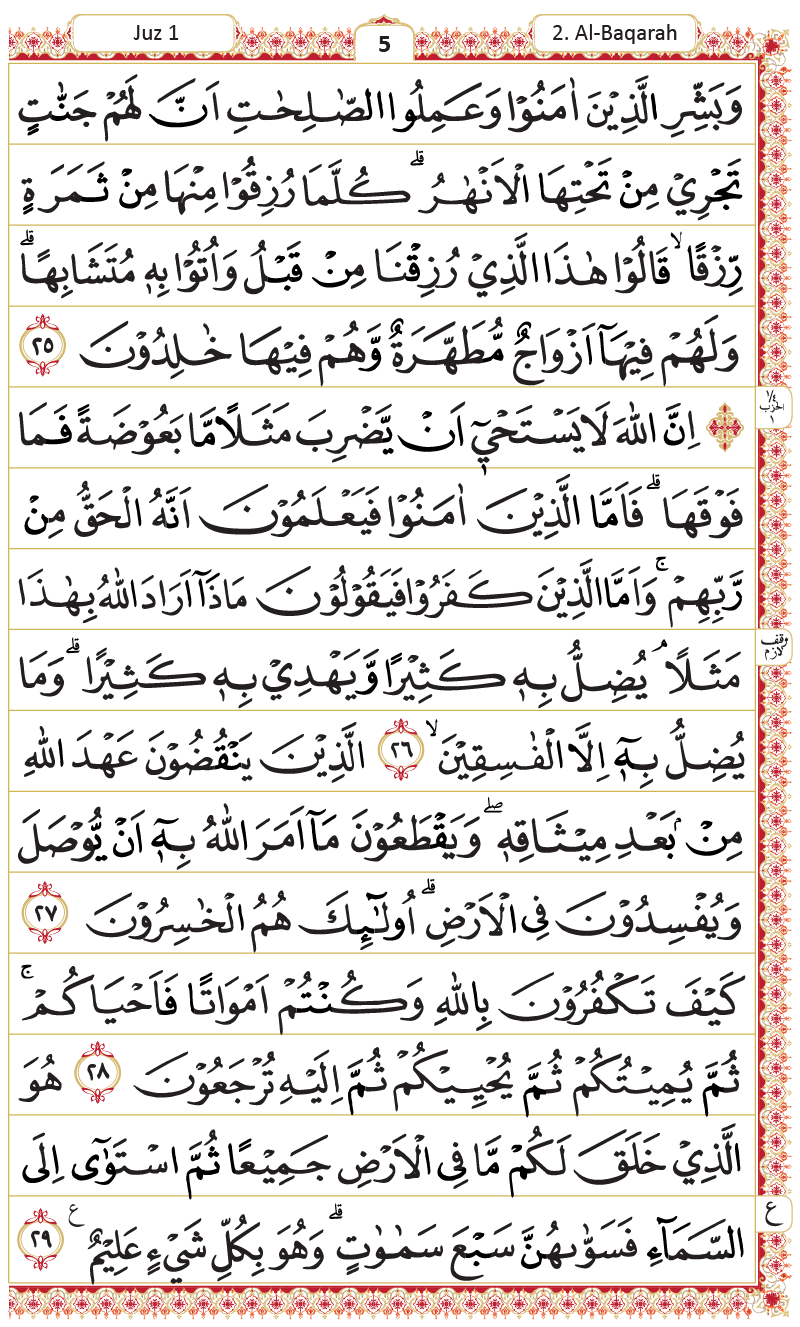 Juz 1
5
2. Al-Baqarah
وَبَشِّرِ الَّذِيْنَ اٰمَنُوْا وَعَمِلُوا الصّٰلِحٰتِ اَنَّ لَهُمْ جَنّٰتٍ
تَجْرِيْ مِنْ تَحْتِهَا الْاَنْهٰرُ ۗ كُلَّمَا رُزِقُوْا مِنْهَا مِنْ ثَمَرَةٍ
رِّزْقًا ۙ قَالُوْا هٰذَا الَّذِيْ رُزِقْنَا مِنْ قَبْلُ وَاُتُوْا بِهٖ مُتَشَابِهًا ۗ
وَلَهُمْ فِيْهَآ اَزْوَاجٌ مُّطَهَّرَةٌ وَّهُمْ فِيْهَا خٰلِدُوْنَ ٢٥
۞ اِنَّ اللّٰهَ لَا يَسْتَحْيٖٓ اَنْ يَّضْرِبَ مَثَلًا مَّا بَعُوْضَةً فَمَا
١/٤ الحزب ١
فَوْقَهَا ۗ فَاَمَّا الَّذِيْنَ اٰمَنُوْا فَيَعْلَمُوْنَ اَنَّهُ الْحَقُّ مِنْ
رَّبِّهِمْ ۚ وَاَمَّا الَّذِيْنَ كَفَرُوْا فَيَقُوْلُوْنَ مَاذَآ اَرَادَ اللّٰهُ بِهٰذَا
مَثَلًا ۘ يُضِلُّ بِهٖ كَثِيْرًا وَّيَهْدِيْ بِهٖ كَثِيْرًا ۗ وَمَا
وقف لازم
يُضِلُّ بِهٖٓ اِلَّا الْفٰسِقِيْنَ ۙ ٢٦ الَّذِيْنَ يَنْقُضُوْنَ عَهْدَ اللّٰهِ
مِنْۢ بَعْدِ مِيْثَاقِهٖ ۖ وَيَقْطَعُوْنَ مَآ اَمَرَ اللّٰهُ بِهٖٓ اَنْ يُّوْصَلَ
وَيُفْسِدُوْنَ فِى الْاَرْضِ ۗ اُولٰۤىِٕكَ هُمُ الْخٰسِرُوْنَ ٢٧
كَيْفَ تَكْفُرُوْنَ بِاللّٰهِ وَكُنْتُمْ اَمْوَاتًا فَاَحْيَاكُمْ ۚ
ثُمَّ يُمِيْتُكُمْ ثُمَّ يُحْيِيْكُمْ ثُمَّ اِلَيْهِ تُرْجَعُوْنَ ٢٨ هُوَ
الَّذِيْ خَلَقَ لَكُمْ مَّا فِى الْاَرْضِ جَمِيْعًا ثُمَّ اسْتَوٰٓى اِلَى
السَّمَاۤءِ فَسَوّٰىهُنَّ سَبْعَ سَمٰوٰتٍ ۗ وَهُوَ بِكُلِّ شَيْءٍ عَلِيْمٌ ࣖ ٢٩
ع